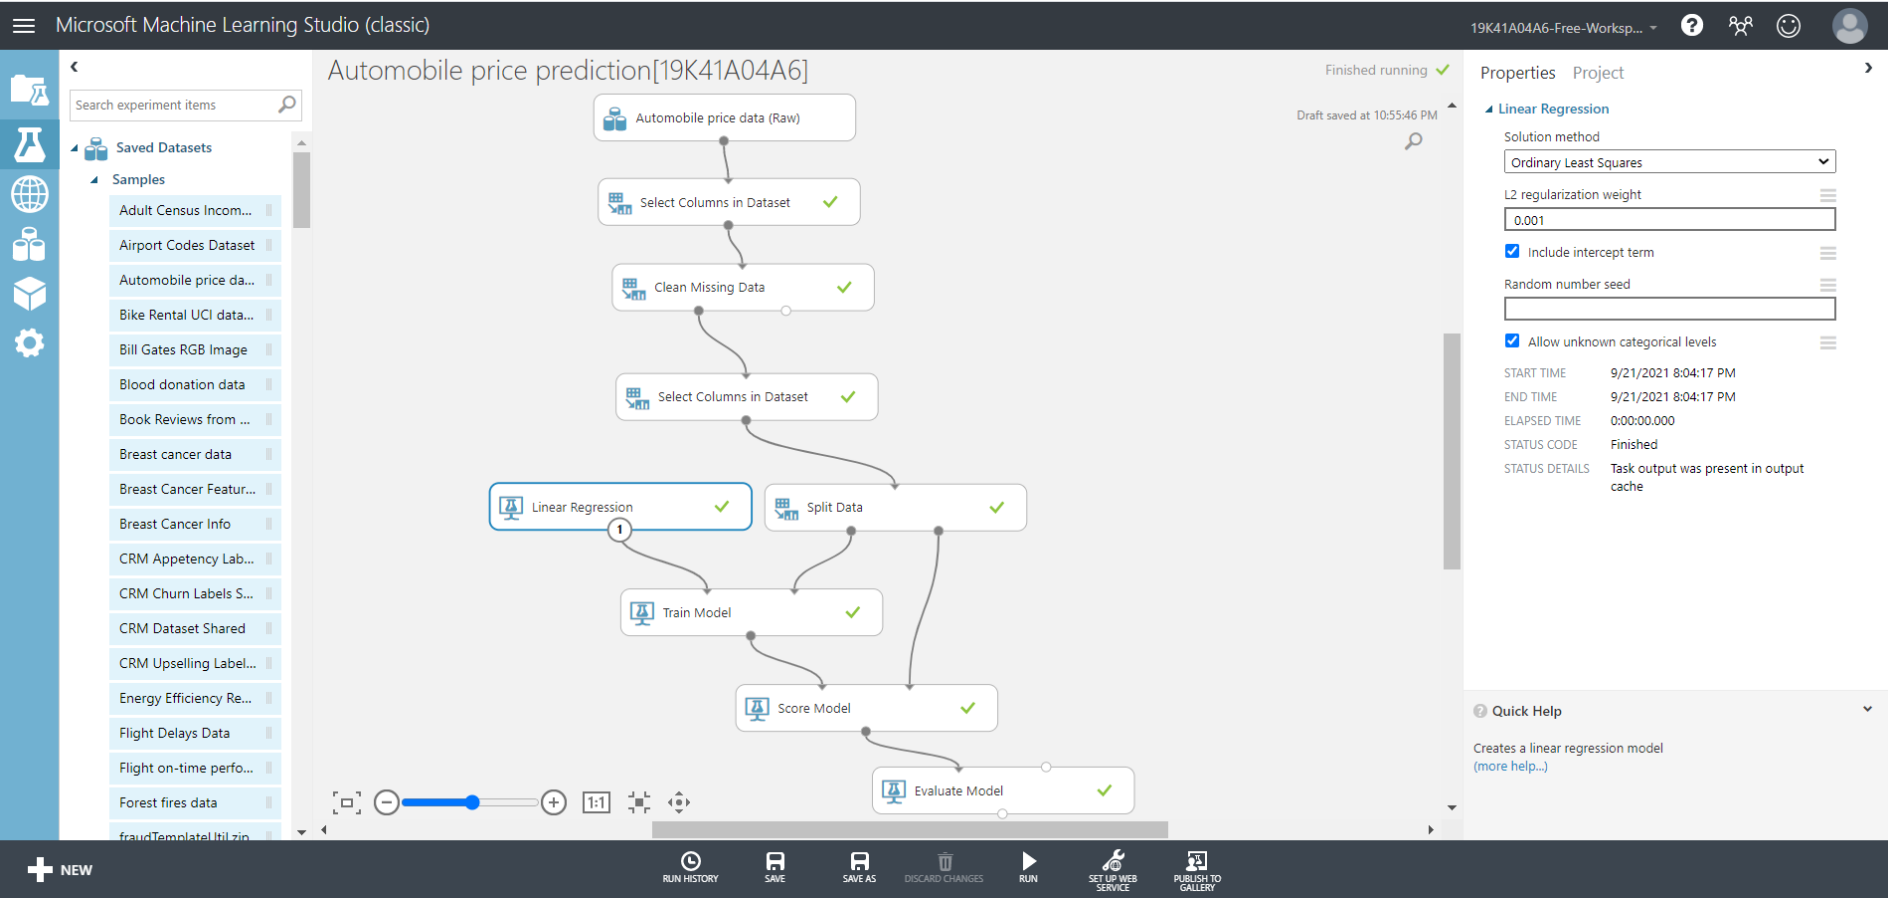 Microsoft Machine Learning Studio (classic)
19K41A04A6-Free-Worksp...
?
Search experiment items
Saved Datasets
Samples
Adult Census Incom...
Airport Codes Dataset
Automobile price da...
Bike Rental UCI data...
Bill Gates RGB Image
Blood donation data
Book Reviews from ...
Breast cancer data
Breast Cancer Featur...
Breast Cancer Info
CRM Appetency Lab...
CRM Churn Labels S...
CRM Dataset Shared
CRM Upselling Label...
Energy Efficiency Re...
Flight Delays Data
Flight on-time perfo...
Forest fires data
fraudTemplateUtil.zip
Automobile price prediction[19K41A04A6]
Finished running
Draft saved at 10:55:46 PM
Automobile price data (Raw)
Select Columns in Dataset
Clean Missing Data
Select Columns in Dataset
Linear Regression
1
Split Data
Train Model
Score Model
Evaluate Model
1:1
Properties Project
Linear Regression
Solution method
Ordinary Least Squares
L2 regularization weight
0.001
Include intercept term
Random number seed
Allow unknown categorical levels
START TIME 9/21/2021 8:04:17 PM
END TIME 9/21/2021 8:04:17 PM
ELAPSED TIME 0:00:00.000
STATUS CODE Finished
STATUS DETAILS Task output was present in output
cache
? Quick Help
Creates a linear regression model
(more help...)
NEW
RUN HISTORY
SAVE
SAVE AS
DISCARD CHANGES
RUN
SET UP WEB
SERVICE
PUBLISH TO
GALLERY